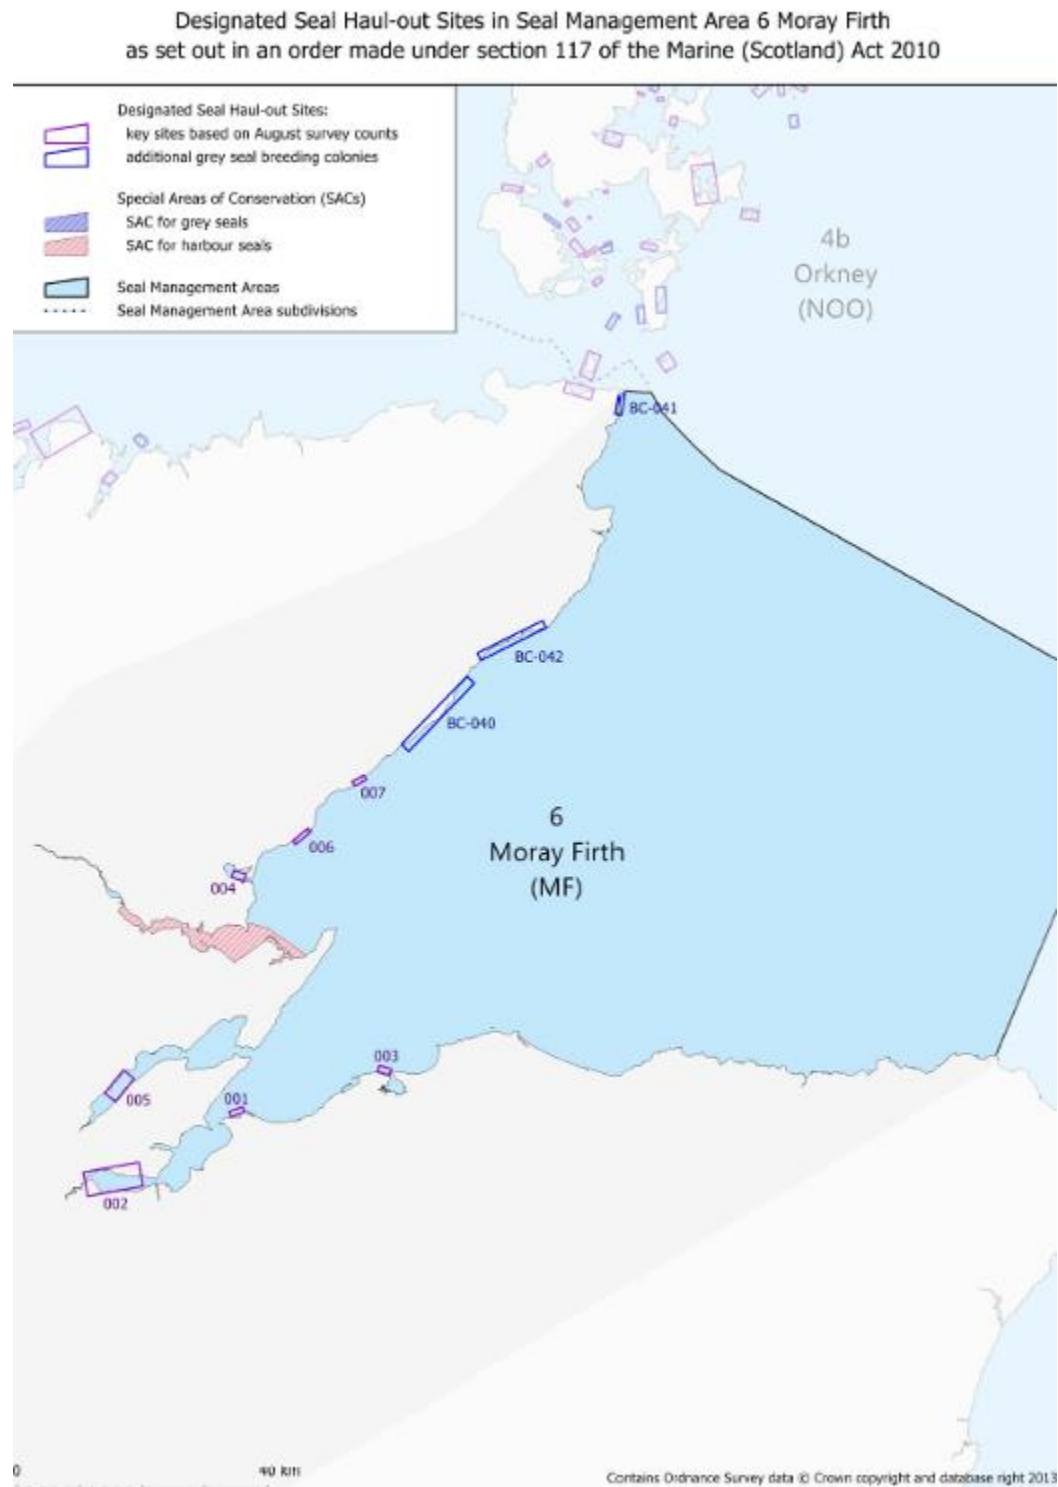 Designated Seal Haul-out Sites in Seal Management Area 6 Moray Firth
as set out in an order made under section 117 of the Marine (Scotland) Act 2010
Designated Seal Haul-out Sites:
key sites based on August survey counts
additional grey seal breeding colonies
Special Areas of Conservation (SACs)
SAC for grey seals
SAC for harbour seals
Seal Management Areas
Seal Management Area subdivisions
4b
Orkney
(NOO)
BC-041
BC-042
BC-040
007
006
004
6
Moray Firth
(MF)
003
005
001
002
0
40 km
Contains Ordnance Survey data © Crown copyright and database right 2013